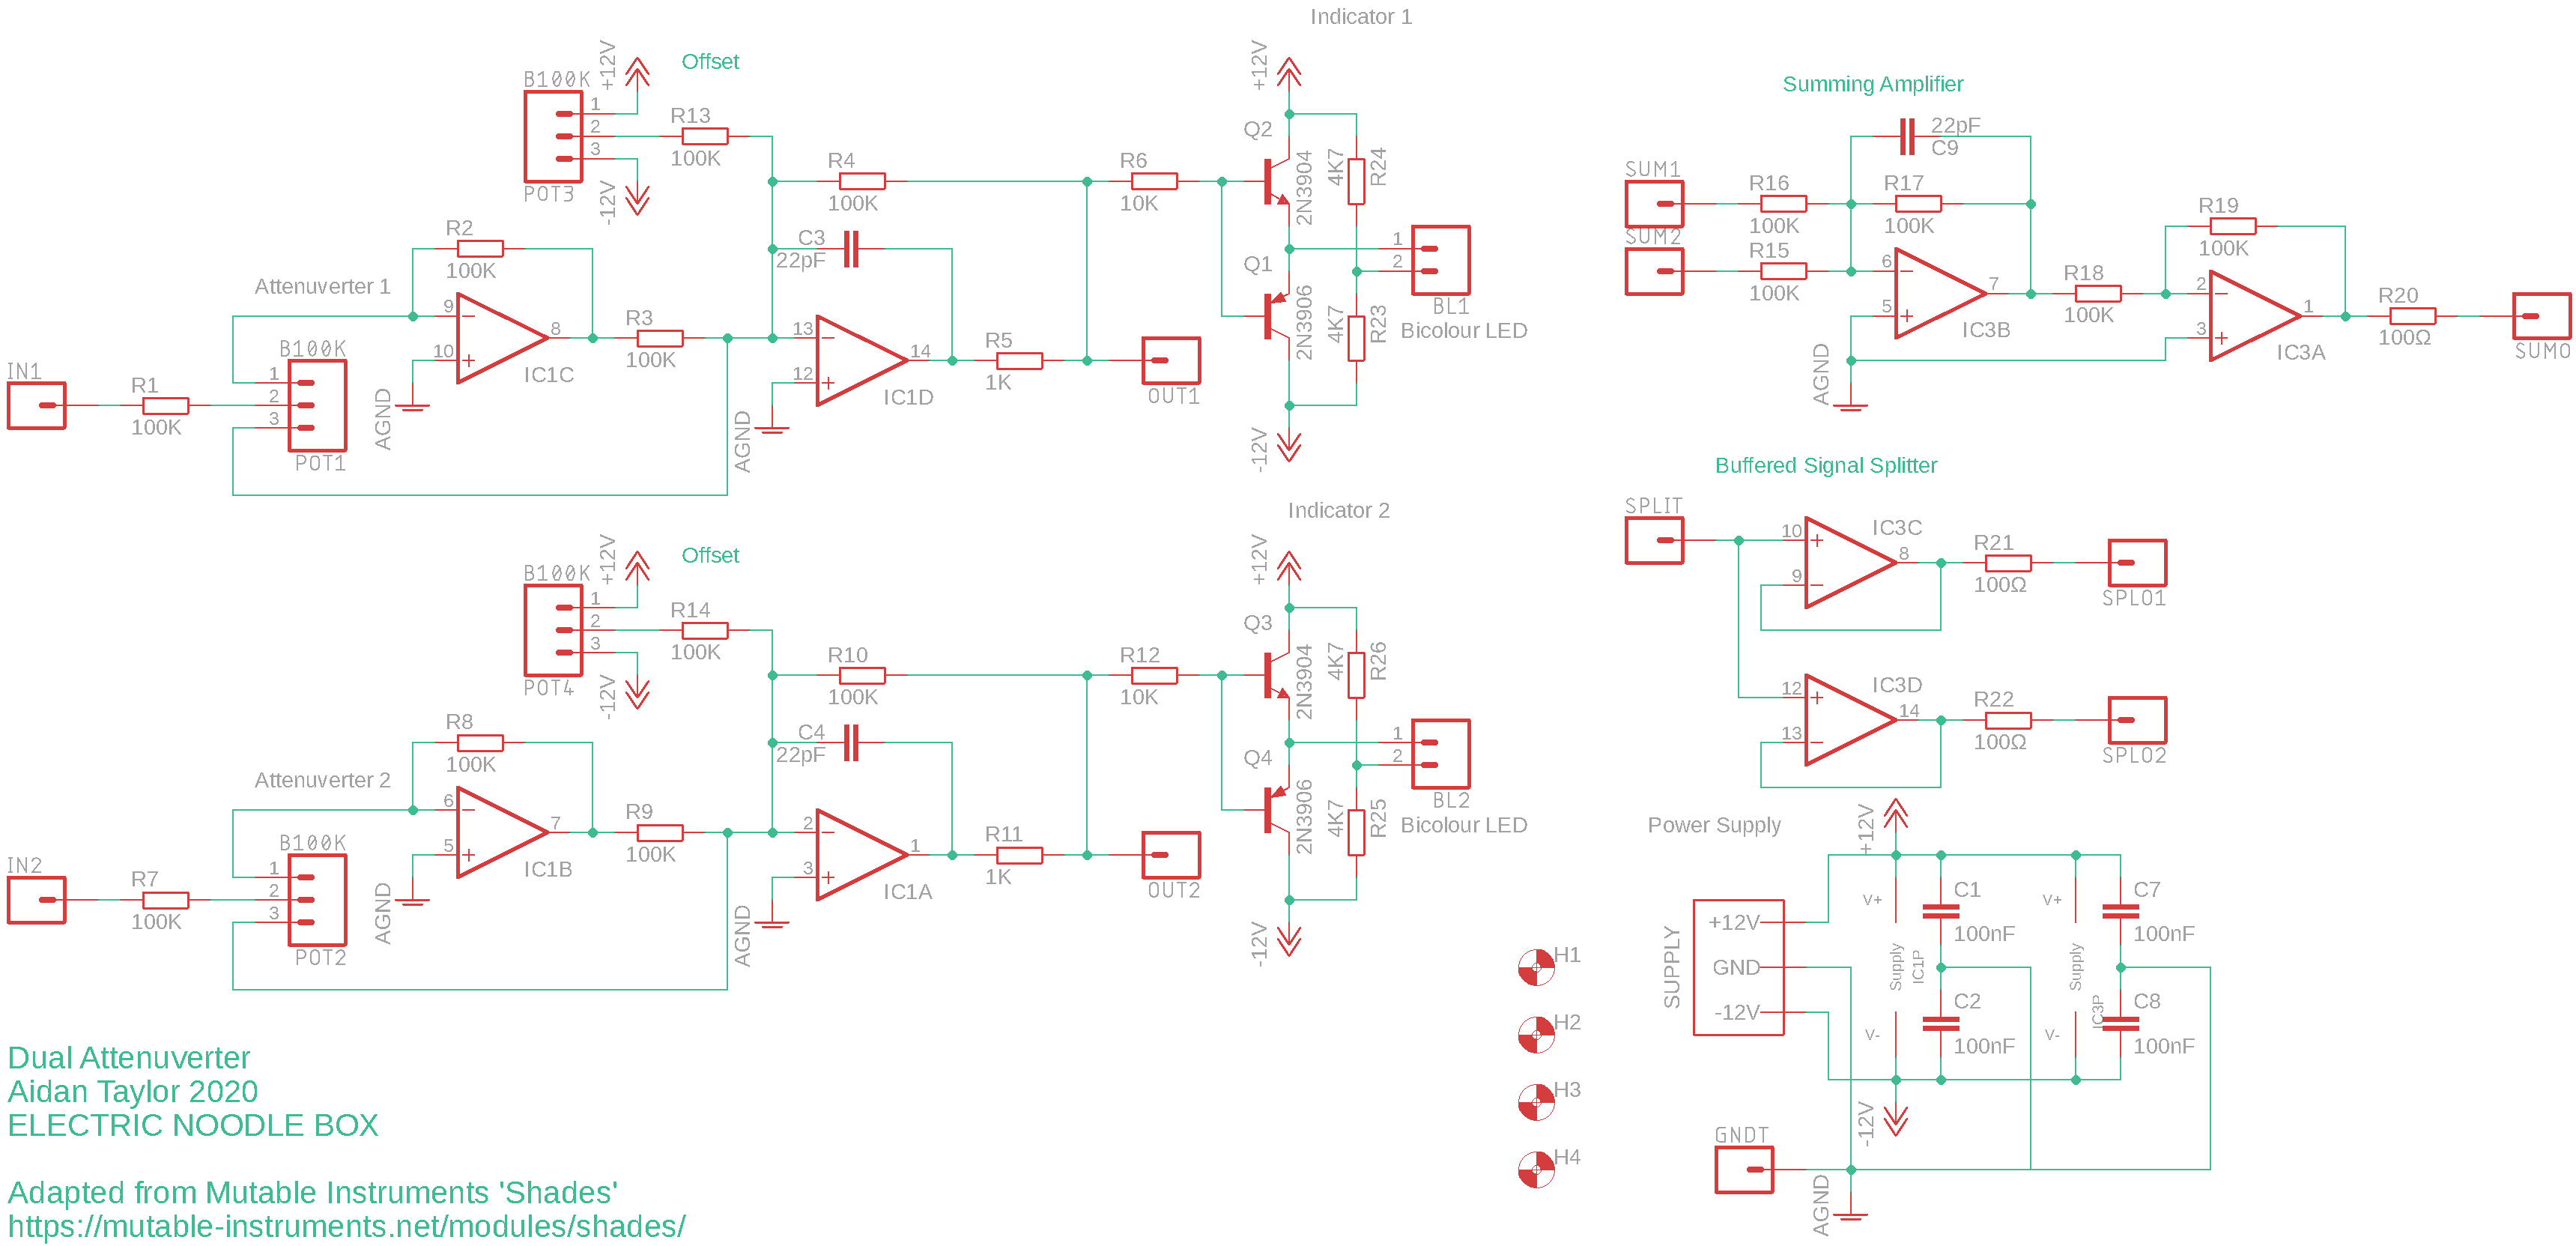 Indicator 1
+12V
Offset
B100K
1
2
3
POT3
-12V
R13
100K
R4
100K
C3
22pF
R2
100K
Attenuverter 1
9
10
8
IC1C
AGND
R3
100K
IN1
R1
100K
B100K
1
2
3
POT1
13
12
14
IC1D
AGND
R5
1K
OUT1
R6
10K
+12V
Q2
2N3904
Q1
2N3906
4K7
R24
4K7
R23
1
2
BL1
Bicolour LED
-12V
Summing Amplifier
22pF
C9
SUM1
SUM2
R16
100K
R15
100K
R17
100K
6
5
7
IC3B
AGND
R18
100K
R19
100K
2
3
1
IC3A
R20
100Ω
SUMO
Indicator 2
+12V
Offset
B100K
1
2
3
POT4
-12V
R14
100K
R10
100K
C4
22pF
R8
100K
Attenuverter 2
6
5
7
IC1B
AGND
R9
100K
IN2
R7
100K
B100K
1
2
3
POT2
2
3
1
IC1A
AGND
R11
1K
OUT2
R12
10K
+12V
Q3
2N3904
Q4
2N3906
4K7
R26
4K7
R25
1
2
BL2
Bicolour LED
-12V
Buffered Signal Splitter
SPLIT
10
9
8
IC3C
R21
100Ω
SPLO1
12
13
14
IC3D
R22
100Ω
SPLO2
Power Supply
+12V
SUPPLY
+12V
GND
-12V
V+
Supply
IC1P
V-
C1
100nF
C2
100nF
V+
Supply
IC3P
V-
C7
100nF
C8
100nF
-12V
GNDT
AGND
H1
H2
H3
H4
Dual Attenuverter
Aidan Taylor 2020
ELECTRIC NOODLE BOX
Adapted from Mutable Instruments 'Shades'
https://mutable-instruments.net/modules/shades/